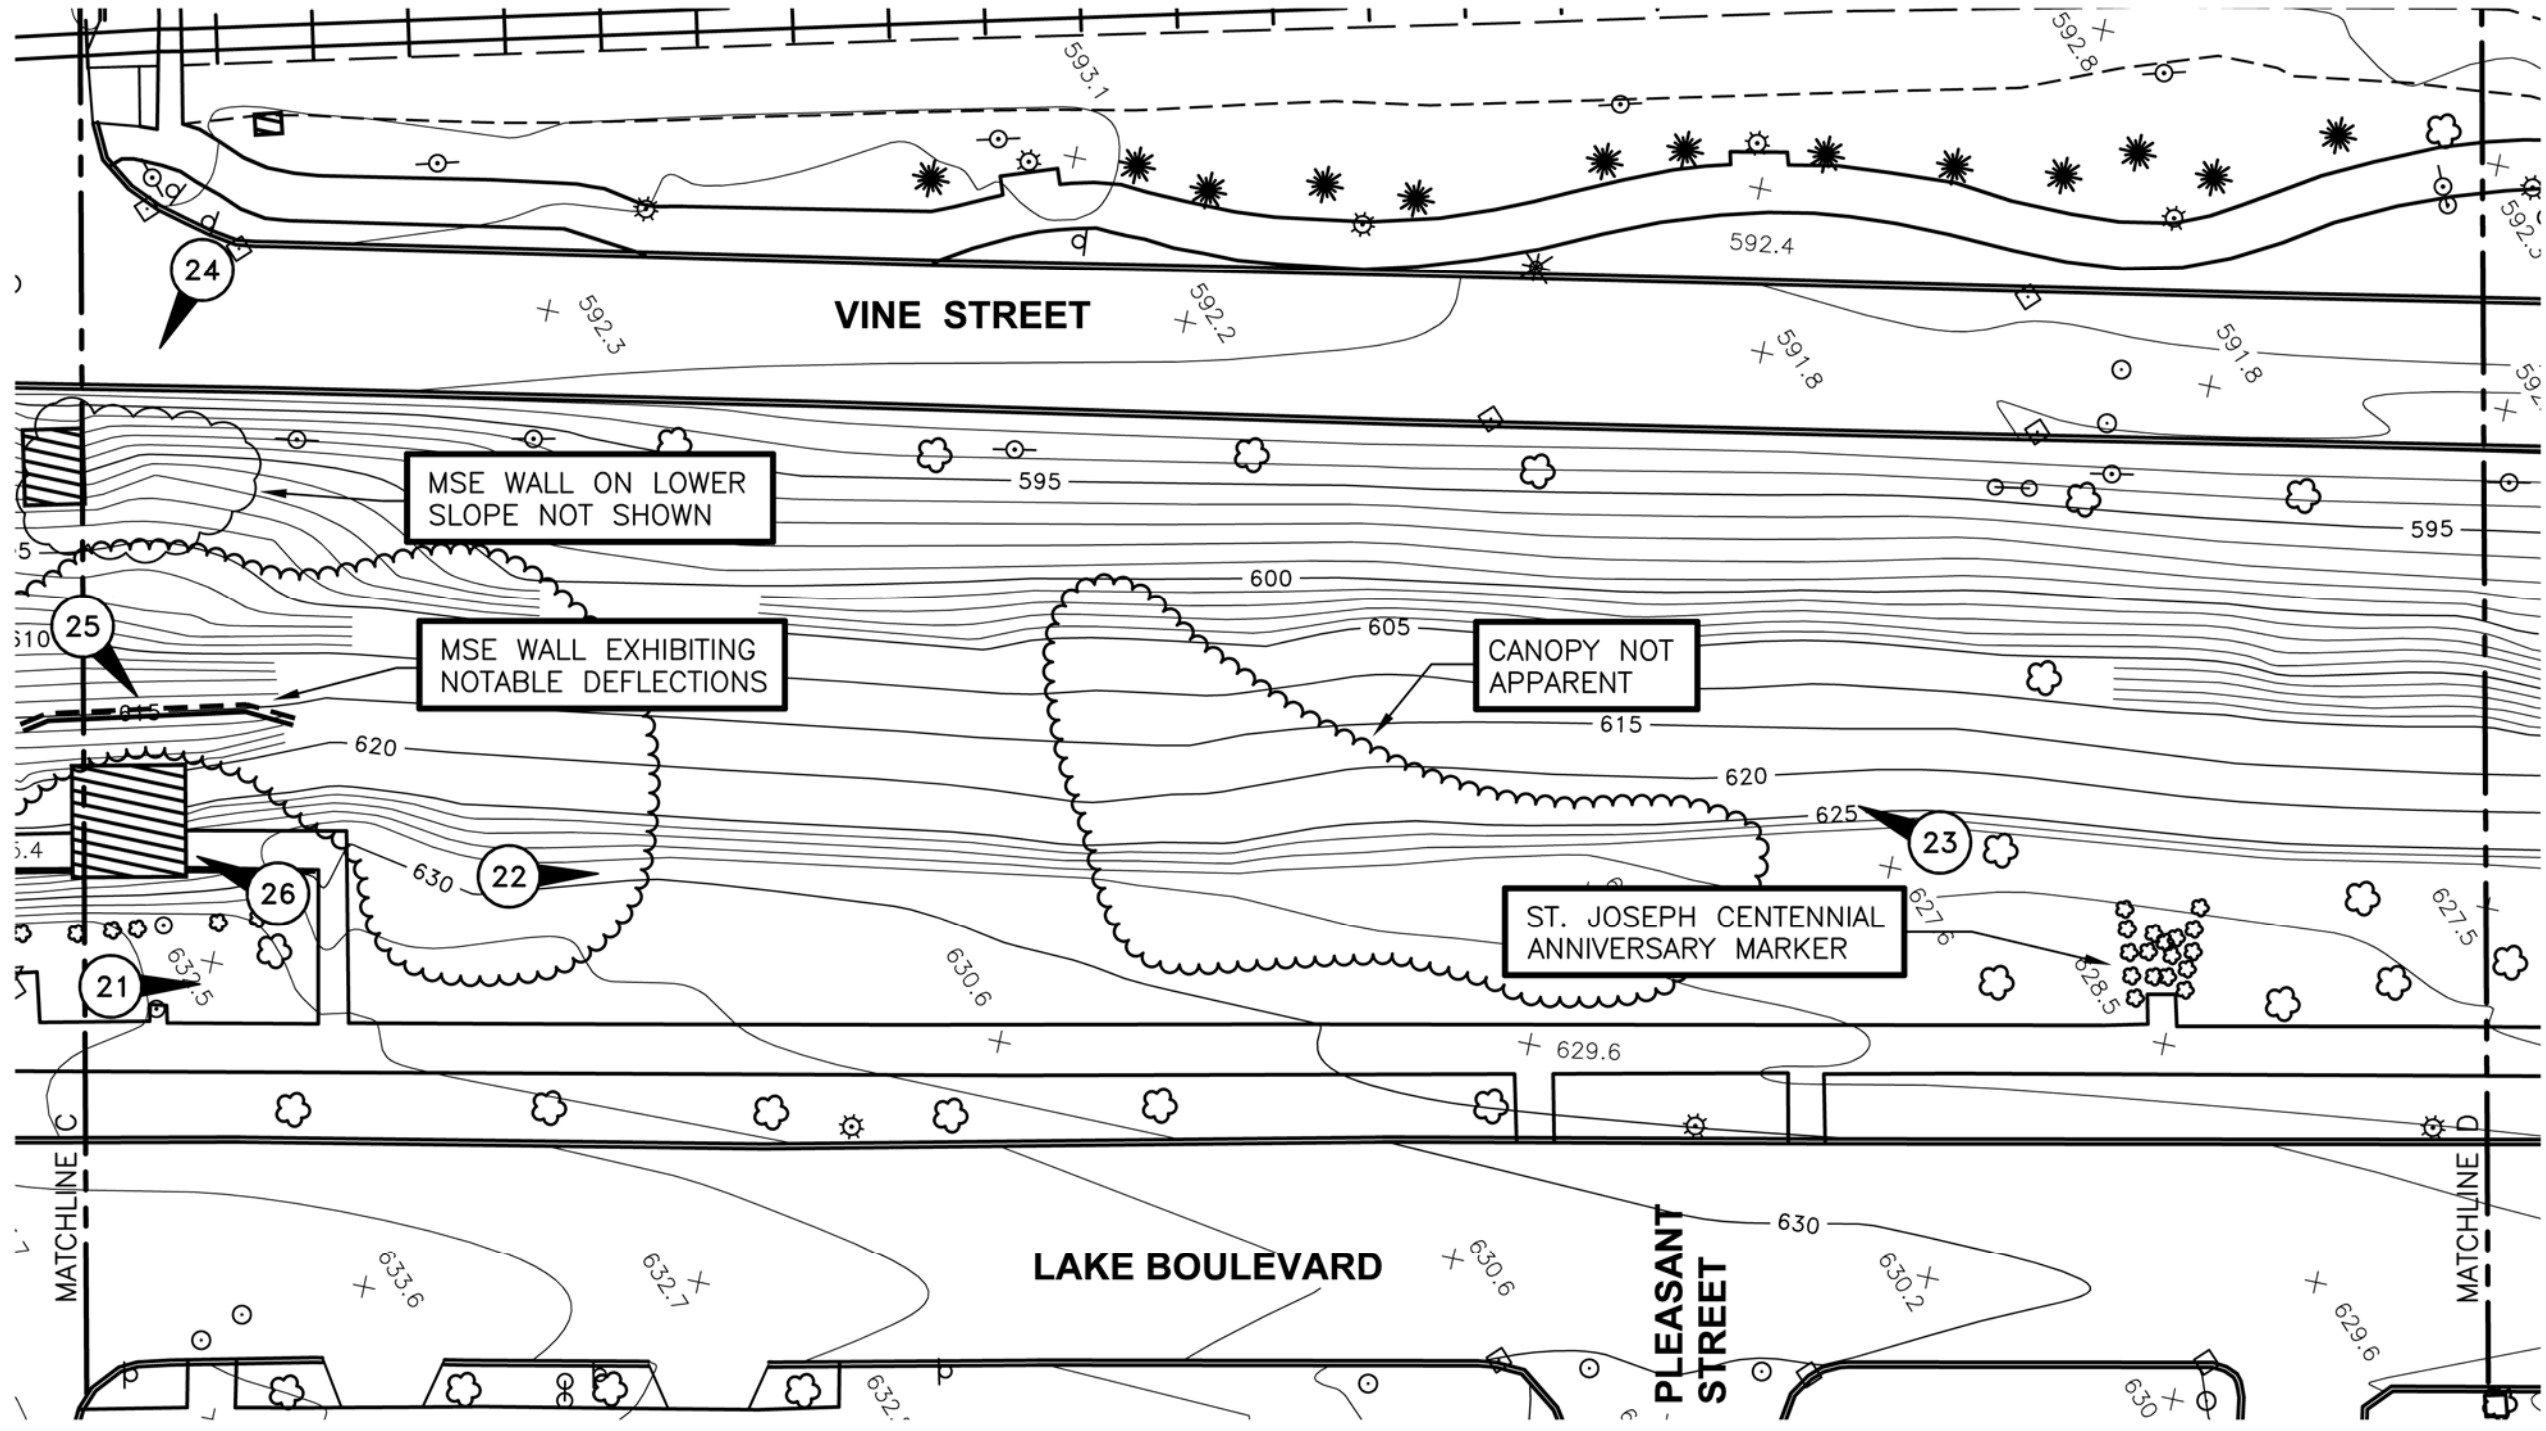 593.1
592.8
592.4
24
VINE STREET
592.3
592.2
591.8
591.8
MSE WALL ON LOWER
SLOPE NOT SHOWN
595
595
600
605
25
610
MSE WALL EXHIBITING
NOTABLE DEFLECTIONS
CANOPY NOT
APPARENT
615
615
620
620
625
23
630
22
26
ST. JOSEPH CENTENNIAL
ANNIVERSARY MARKER
627.6
627.5
632.5
21
630.6
628.5
629.6
MATCHLINE C
MATCHLINE D
630
LAKE BOULEVARD
PLEASANT
STREET
633.6
632.7
630.6
630.2
629.6
630